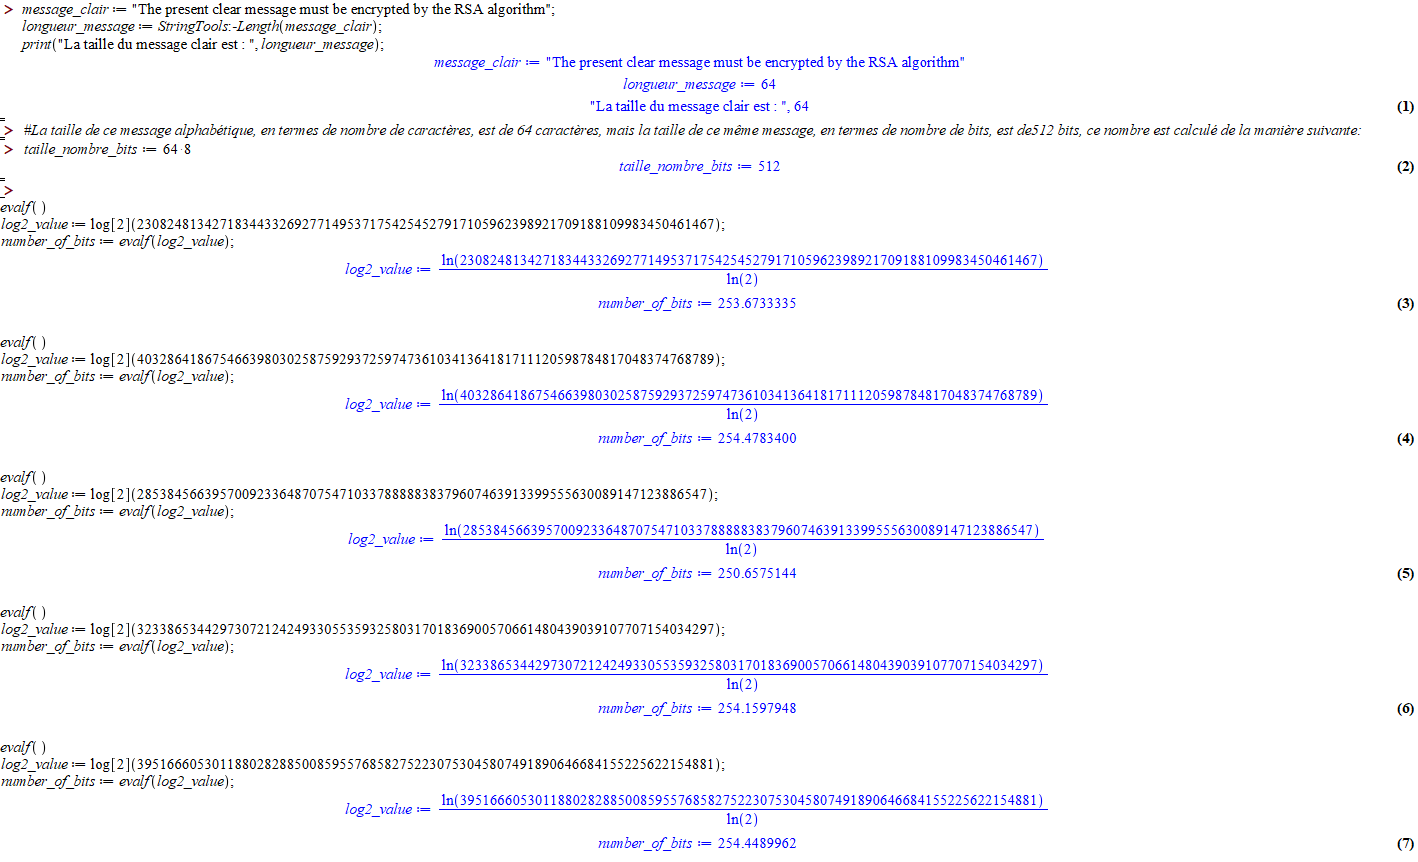 > message_clair := "The present clear message must be encrypted by the RSA algorithm";
longueur_message := StringTools:-Length(message_clair);
print("La taille du message clair est : ", longueur_message);
message_clair := "The present clear message must be encrypted by the RSA algorithm"
longueur_message := 64
"La taille du message clair est : ", 64 (1)
> #La taille de ce message alphabétique, en termes de nombre de caractères, est de 64 caractères, mais la taille de ce même message, en termes de nombre de bits, est de512 bits, ce nombre est calculé de la manière suivante:
> taille_nombre_bits := 64·8
taille_nombre_bits := 512 (2)
>
evalf( )
log2_value := log[2](23082481342718344332692771495371754254527917105962398921709188109983450461467);
number_of_bits := evalf(log2_value);
log2_value := ln(23082481342718344332692771495371754254527917105962398921709188109983450461467)
ln(2)
number_of_bits := 253.6733335 (3)
evalf( )
log2_value := log[2](40328641867546639803025875929372597473610341364181711120598784817048374768789);
number_of_bits := evalf(log2_value);
log2_value := ln(40328641867546639803025875929372597473610341364181711120598784817048374768789)
ln(2)
number_of_bits := 254.4783400 (4)
evalf( )
log2_value := log[2](2853845663957009233648707547103378888838379607463913399555630089147123886547);
number_of_bits := evalf(log2_value);
log2_value := ln(2853845663957009233648707547103378888838379607463913399555630089147123886547)
ln(2)
number_of_bits := 250.6575144 (5)
evalf( )
log2_value := log[2](32338653442973072124249330553593258031701836900570661480439039107707154034297);
number_of_bits := evalf(log2_value);
log2_value := ln(32338653442973072124249330553593258031701836900570661480439039107707154034297)
ln(2)
number_of_bits := 254.1597948 (6)
evalf( )
log2_value := log[2](39516660530118802828850085955768582752230753045807491890646684155225622154881);
number_of_bits := evalf(log2_value);
log2_value := ln(39516660530118802828850085955768582752230753045807491890646684155225622154881)
ln(2)
number_of_bits := 254.4489962 (7)